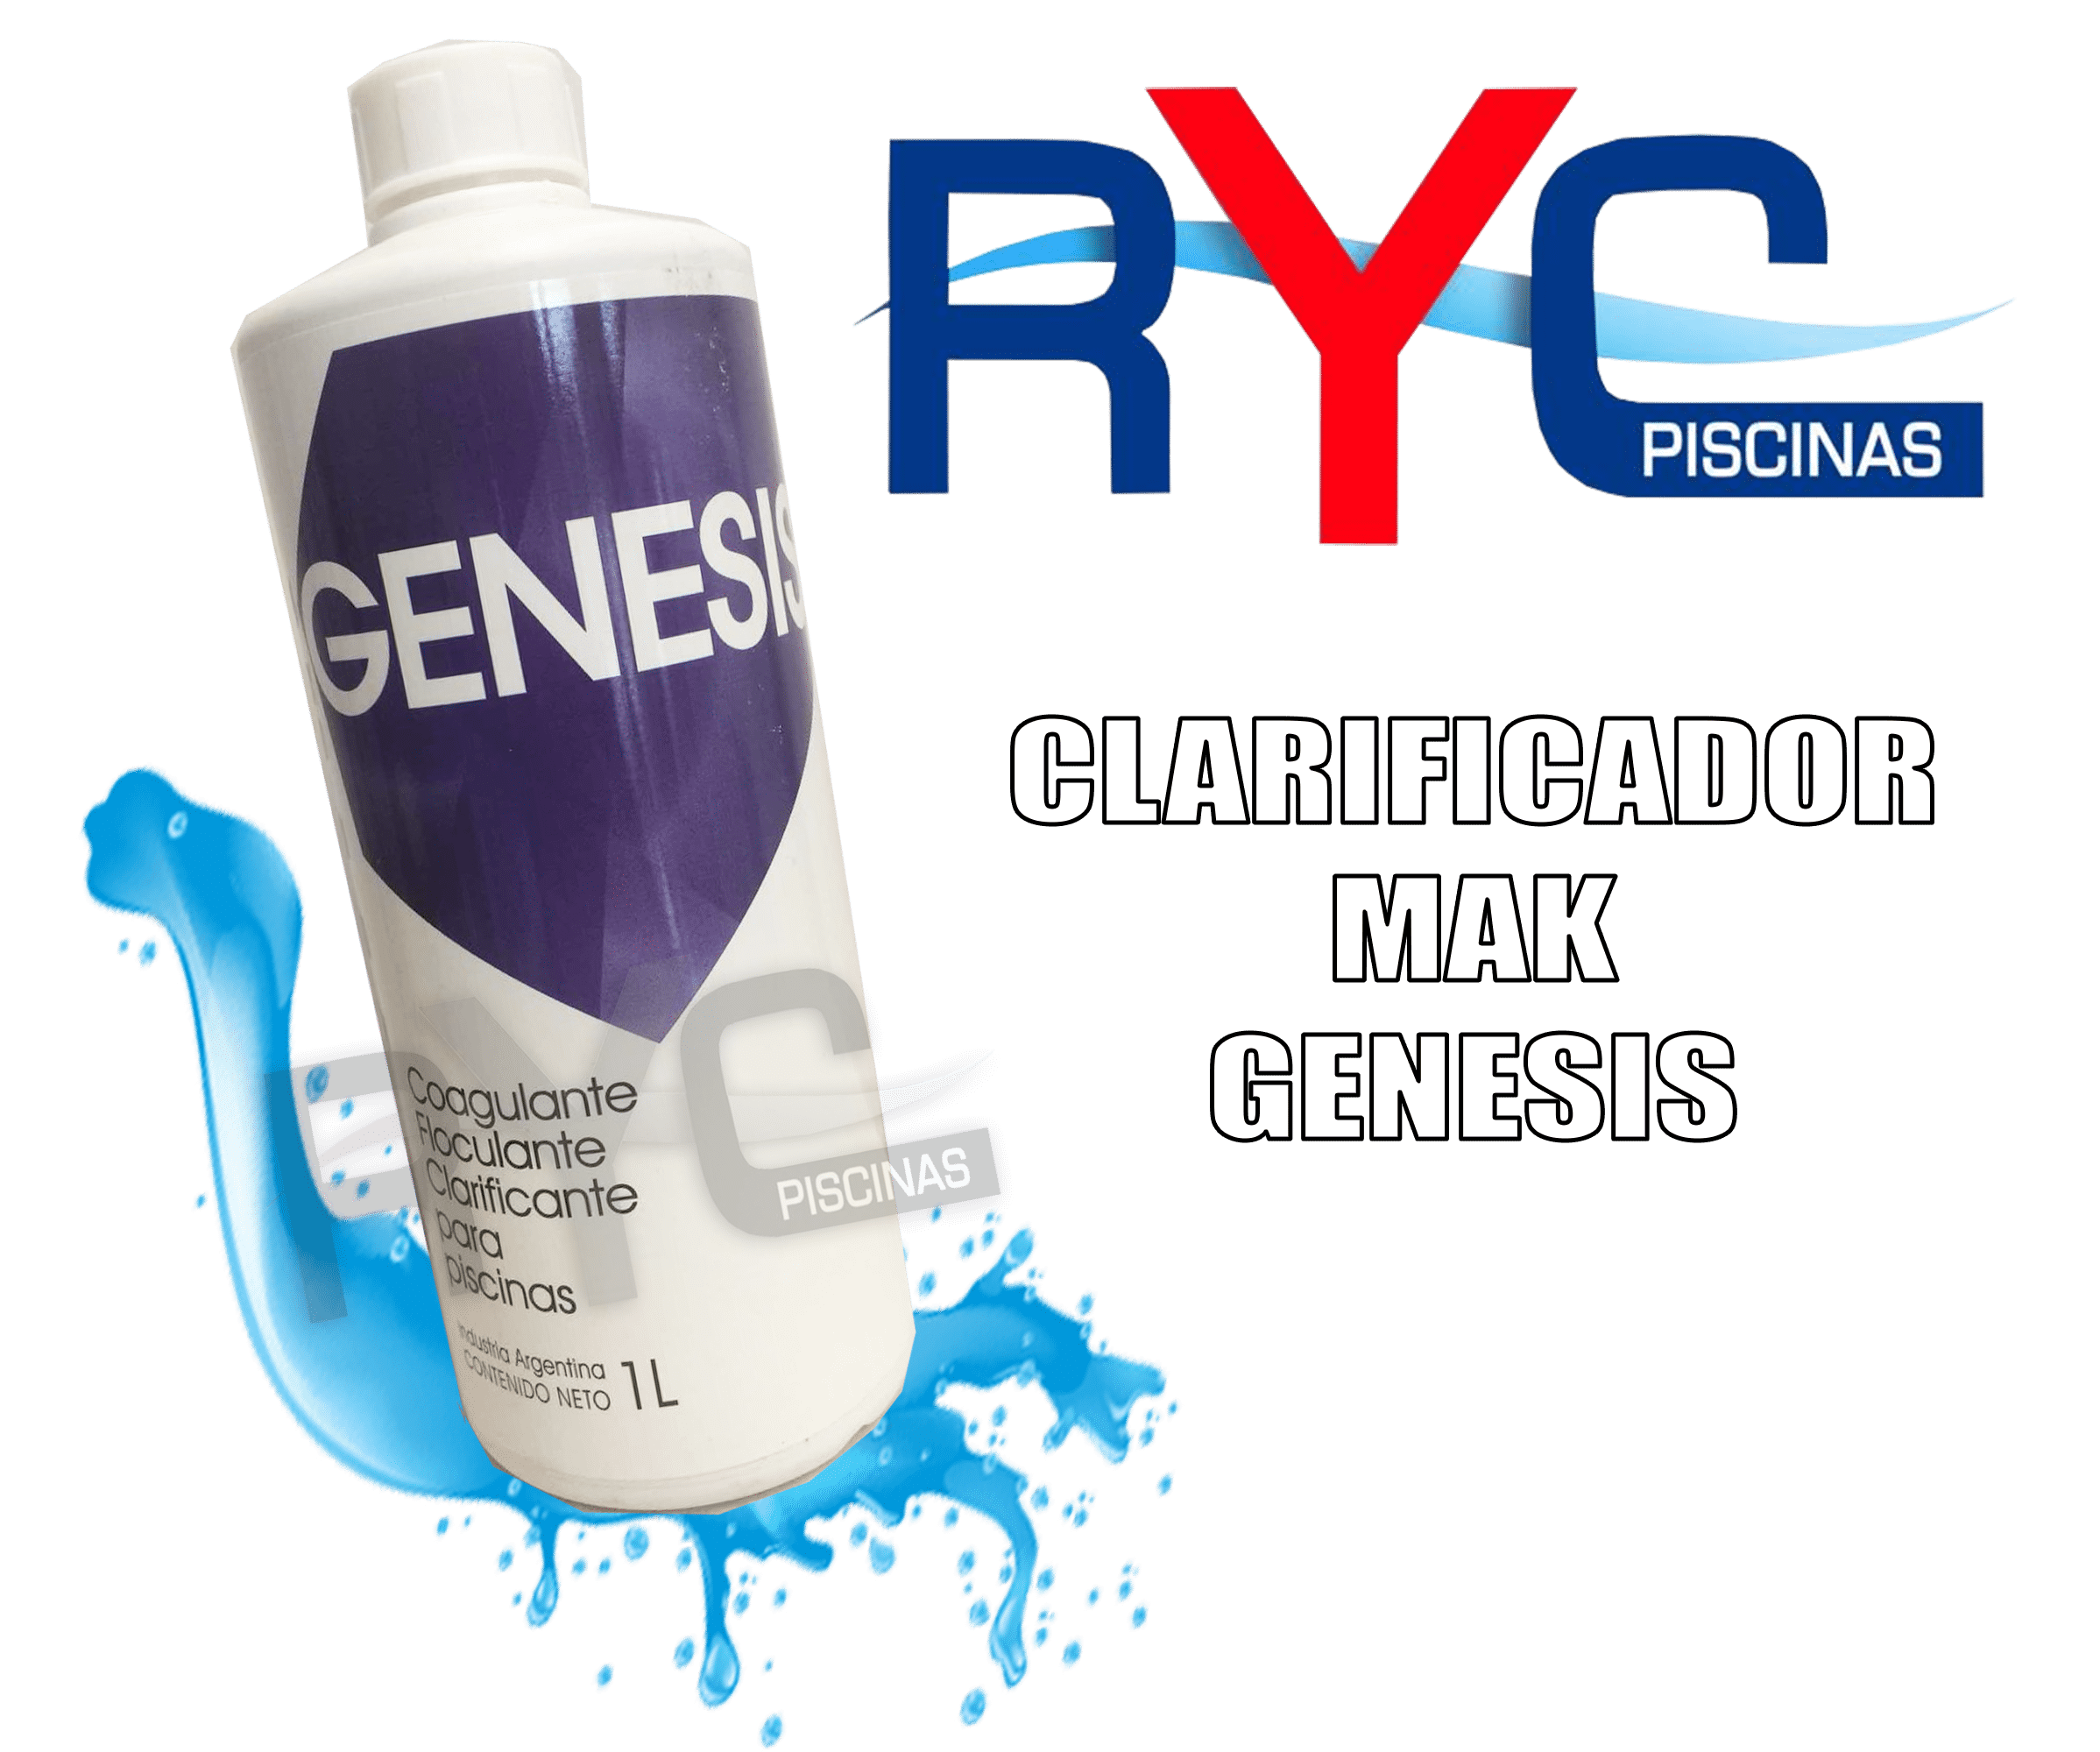 RYC
PISCINAS
GENESIS
CLARIFICADOR
MAK
GENESIS
Coagulante
Floculante
Clarificante
para
piscinas
Industria Argentina
CONTENIDO NETO 1L
RYC
PISCINAS